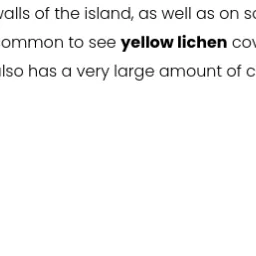 walls of the island, as well as on so
common to see yellow lichen cov
also has a very large amount of c